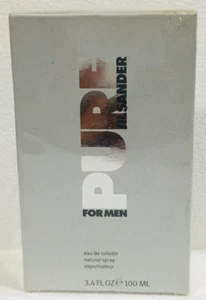 PURE
JIL SANDER
FOR MEN
eau de toilette
natural spray
vaporisateur
3.4 FL.OZ ℮ 100 ML